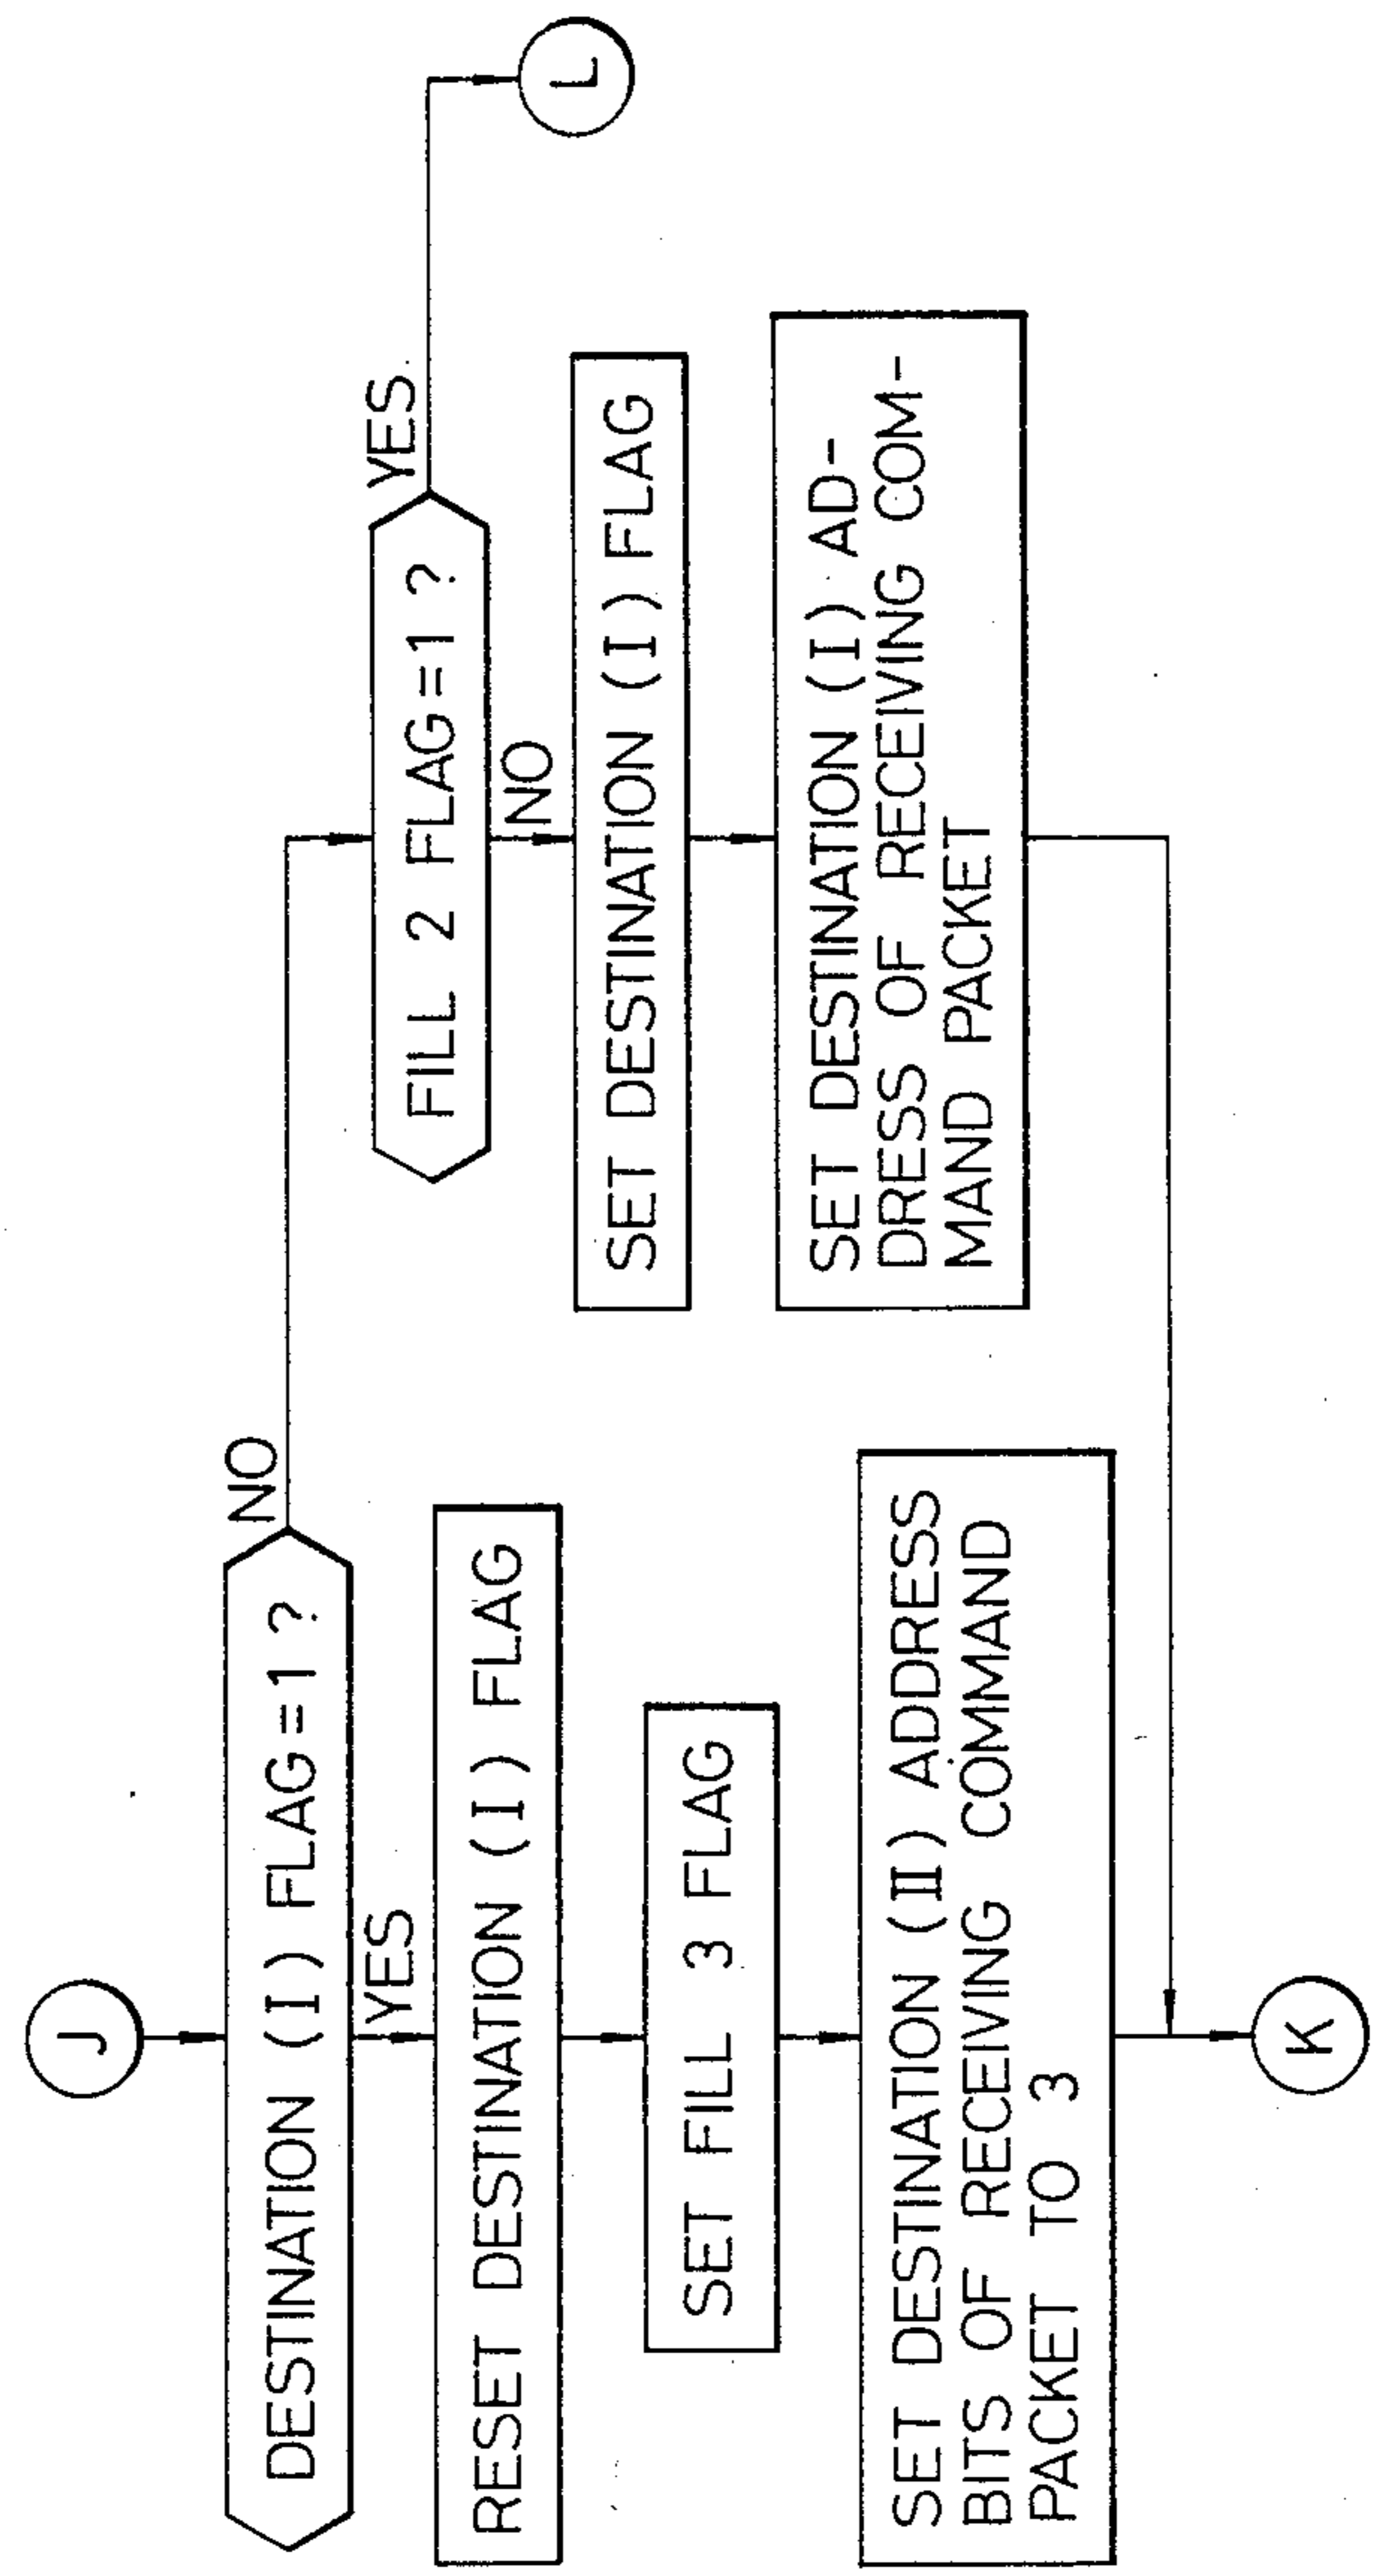 J
DESTINATION (I) FLAG=1 ?
NO
YES
RESET DESTINATION (I) FLAG
SET FILL 3 FLAG
SET DESTINATION (II) ADDRESS
BITS OF RECEIVING COMMAND
PACKET TO 3
K
FILL 2 FLAG=1 ?
YES
L
NO
SET DESTINATION (I) FLAG
SET DESTINATION (I) AD-
DRESS OF RECEIVING COM-
MAND PACKET